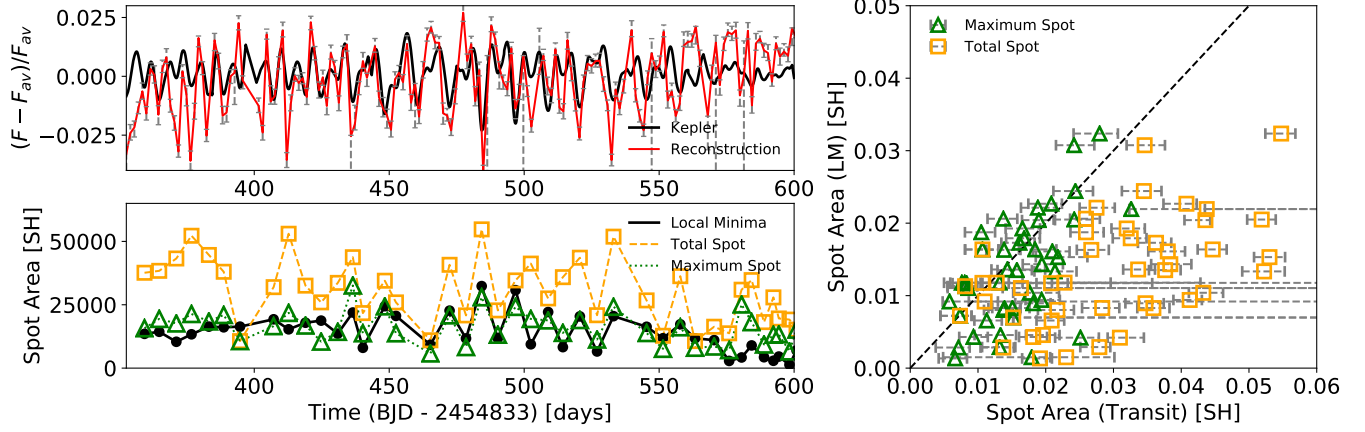 (F − F_av)/F_av
0.025
0.000
−0.025
Kepler
Reconstruction
400 450 500 550 600
Spot Area [SH]
50000
25000
0
Local Minima
Total Spot
Maximum Spot
400 450 500 550 600
Time (BJD - 2454833) [days]
Spot Area (LM) [SH]
0.05
0.04
0.03
0.02
0.01
0.00
Maximum Spot
Total Spot
0.00 0.01 0.02 0.03 0.04 0.05 0.06
Spot Area (Transit) [SH]